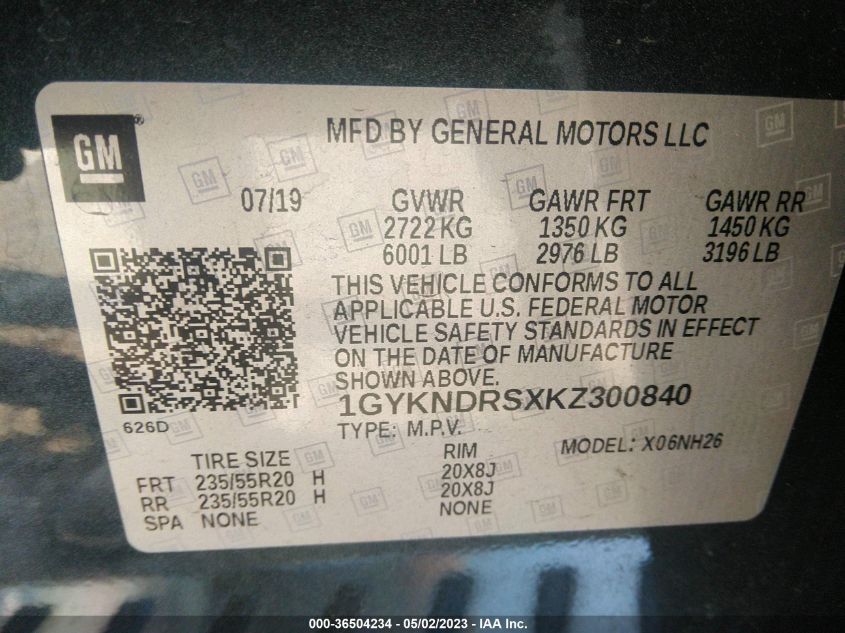 GM
MFD BY GENERAL MOTORS LLC
07/19 GVWR GAWR FRT GAWR RR
2722 KG 1350 KG 1450 KG
6001 LB 2976 LB 3196 LB
THIS VEHICLE CONFORMS TO ALL
APPLICABLE U.S. FEDERAL MOTOR
VEHICLE SAFETY STANDARDS IN EFFECT
ON THE DATE OF MANUFACTURE
SHOWN ABOVE.
1GYKNDRSXKZ300840
626D
TYPE: M.P.V.
MODEL: X06NH26
TIRE SIZE RIM
FRT 235/55R20 H 20X8J
RR 235/55R20 H 20X8J
SPA NONE NONE
000-36504234 - 05/02/2023 - IAA Inc.